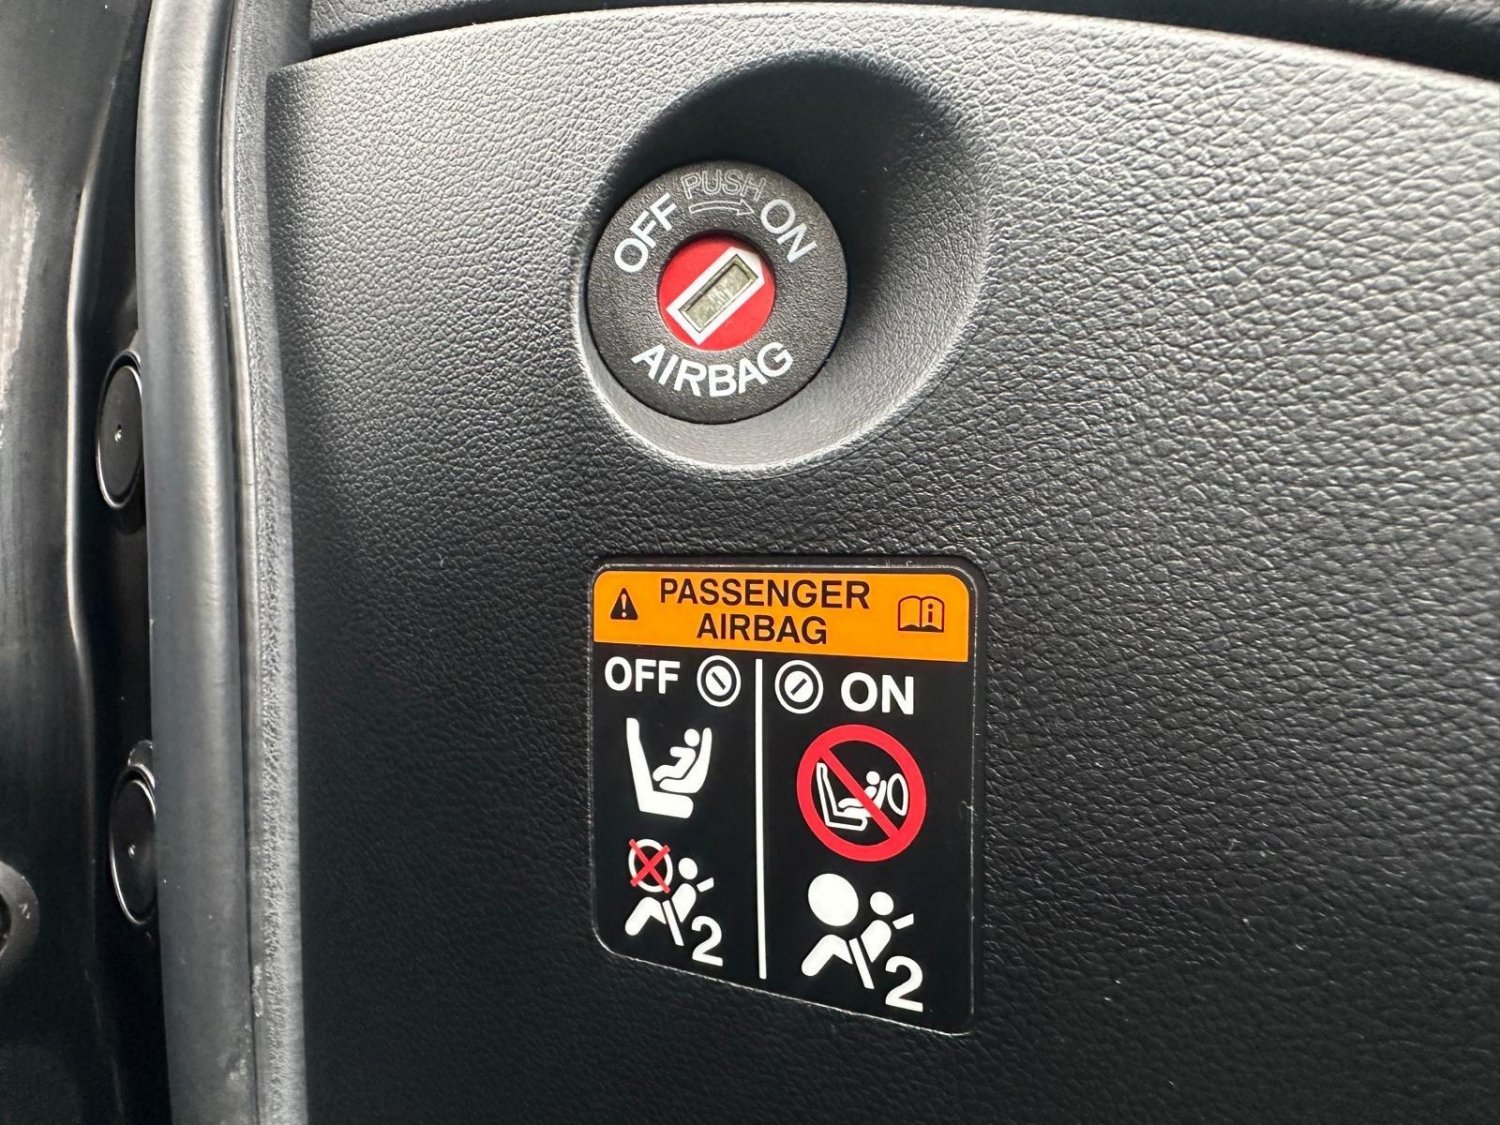 PUSH
OFF ON
AIRBAG
PASSENGER
AIRBAG
OFF ON
2 2